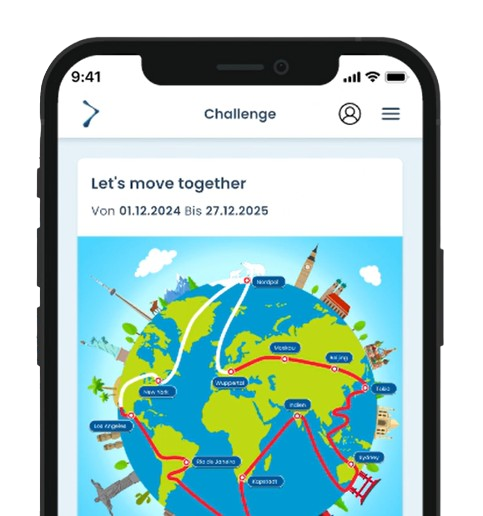 9:41
Challenge
Let's move together
Von 01.12.2024 Bis 27.12.2025
Nordpol
Moskau
Beijing
Wuppertal
Tokio
New York
Indien
Los Angeles
Rio de Janeiro
Sydney
Kapstadt